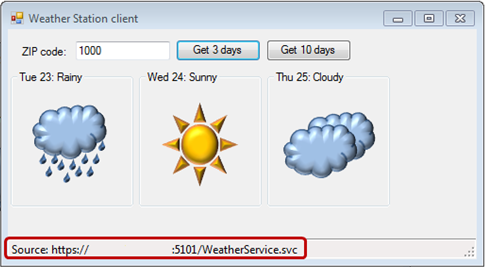 Weather Station client
ZIP code: 1000 Get 3 days Get 10 days
Tue 23: Rainy Wed 24: Sunny Thu 25: Cloudy
Source: https:// :5101/WeatherService.svc